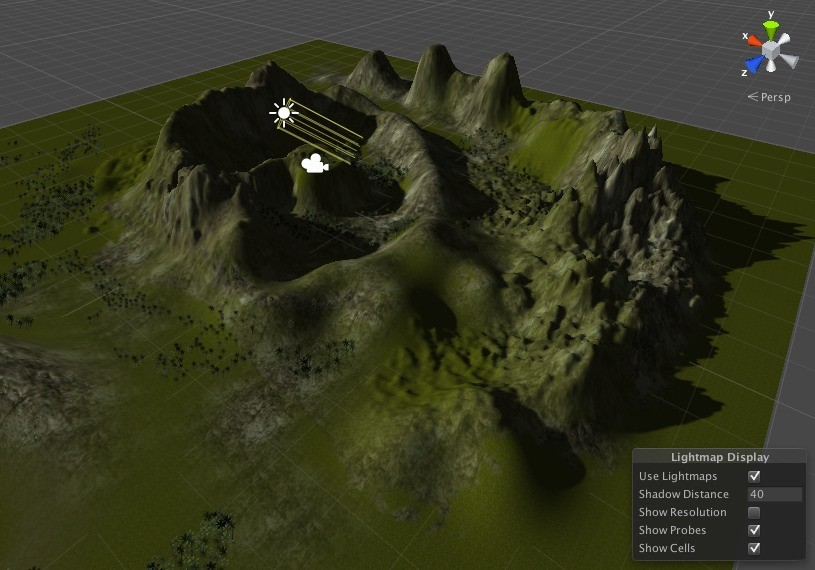 y
x
z
Persp
Lightmap Display
Use Lightmaps
Shadow Distance 40
Show Resolution
Show Probes
Show Cells